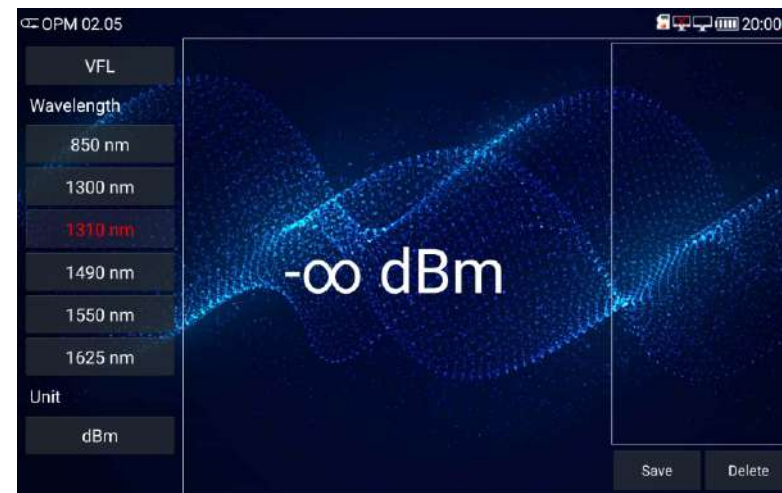 OPM 02.05
20:00
VFL
Wavelength
850 nm
1300 nm
1310 nm
1490 nm
1550 nm
1625 nm
Unit
dBm
-∞ dBm
Save
Delete